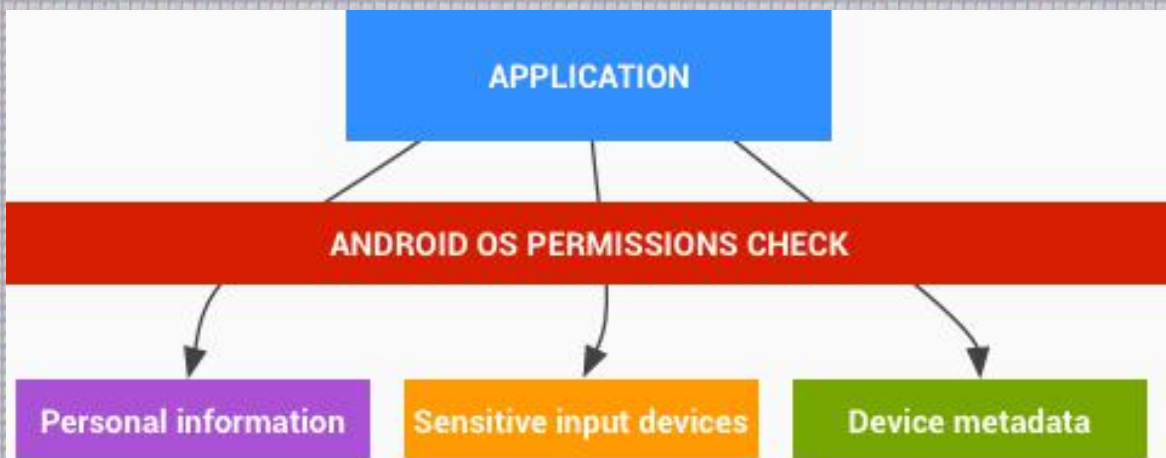 APPLICATION
ANDROID OS PERMISSIONS CHECK
Personal information
Sensitive input devices
Device metadata